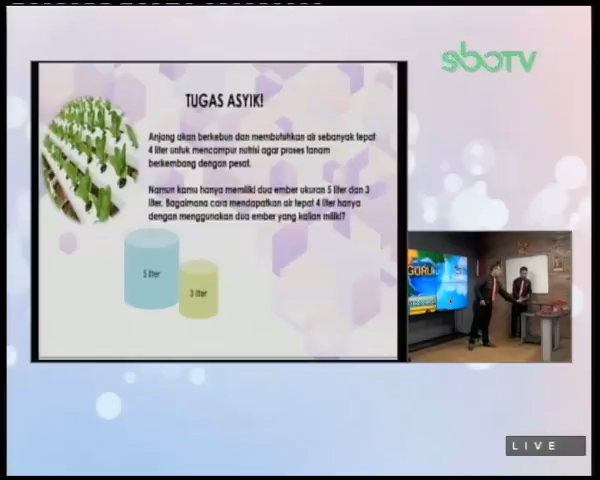 sboTV
TUGAS ASYIK!
Anjang akan berkebun dan membutuhkan air sebanyak tepat
4 liter untuk mencampur nutrisi agar proses tanam
berkembang dengan pesat.
Namun kamu hanya memiliki dua ember ukuran 5 liter dan 3
liter. Bagaimana cara mendapatkan air tepat 4 liter hanya
dengan menggunakan dua ember yang kalian miliki?
5 liter
3 liter
GURUKU
LIVE